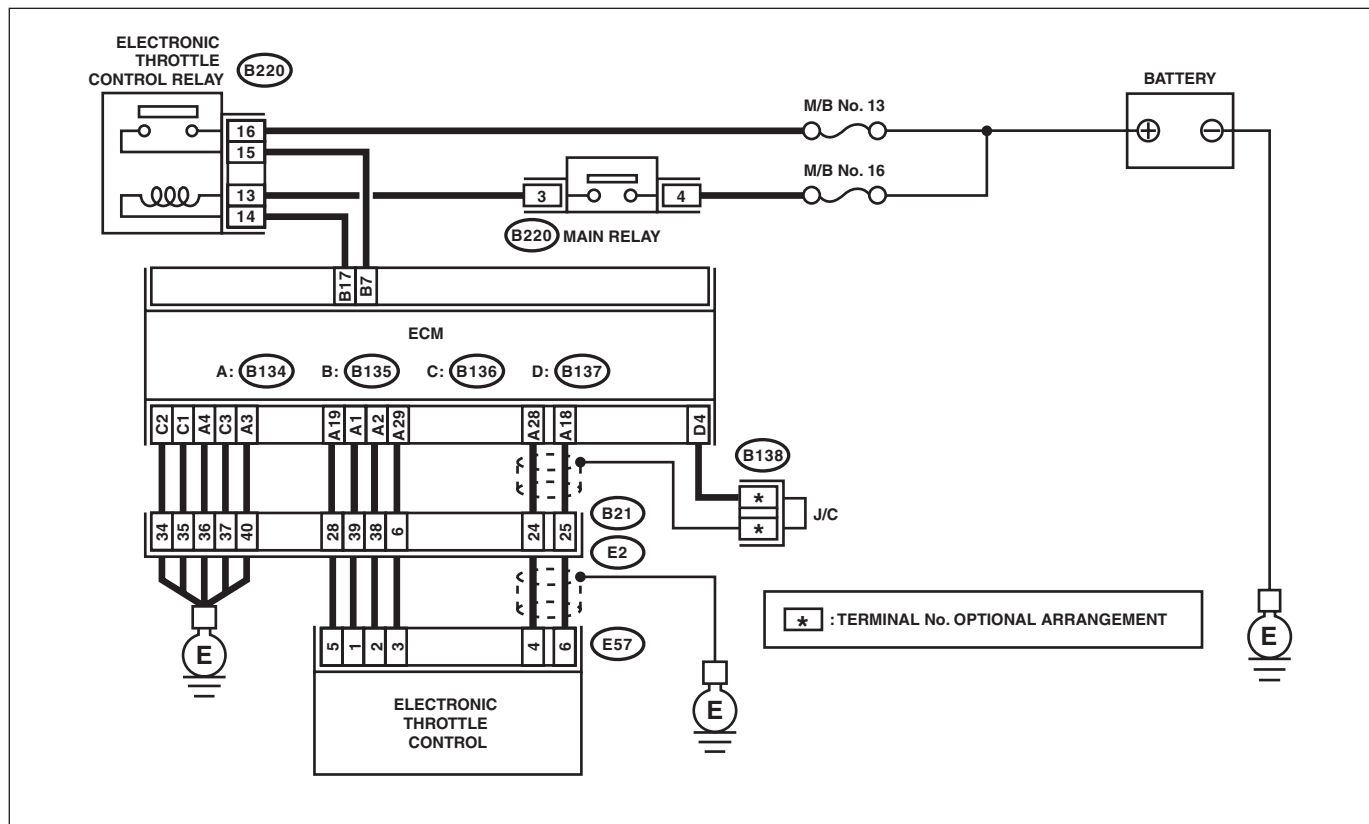 ELECTRONIC
THROTTLE
CONTROL RELAY
B220
BATTERY
M/B No. 13
16
15
M/B No. 16
13
14
3
4
B220 MAIN RELAY
B17
B7
ECM
A: B134 B: B135 C: B136 D: B137
C2
C1
A4
C3
A3
A19
A1
A2
A29
A28
A18
D4
B138
*
*
J/C
34
35
36
37
40
28
39
38
6
24
25
B21
E2
* : TERMINAL No. OPTIONAL ARRANGEMENT
E
E
E
5
1
2
3
4
6
E57
ELECTRONIC
THROTTLE
CONTROL